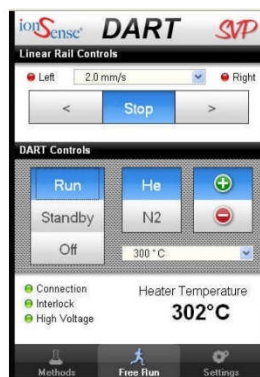 ionSense DART SVP
Linear Rail Controls
Left 2.0 mm/s Right
< Stop >
DART Controls
Run He
Standby N2
Off 300 °C
Connection
Interlock
High Voltage
Heater Temperature
302°C
Methods Free Run Settings